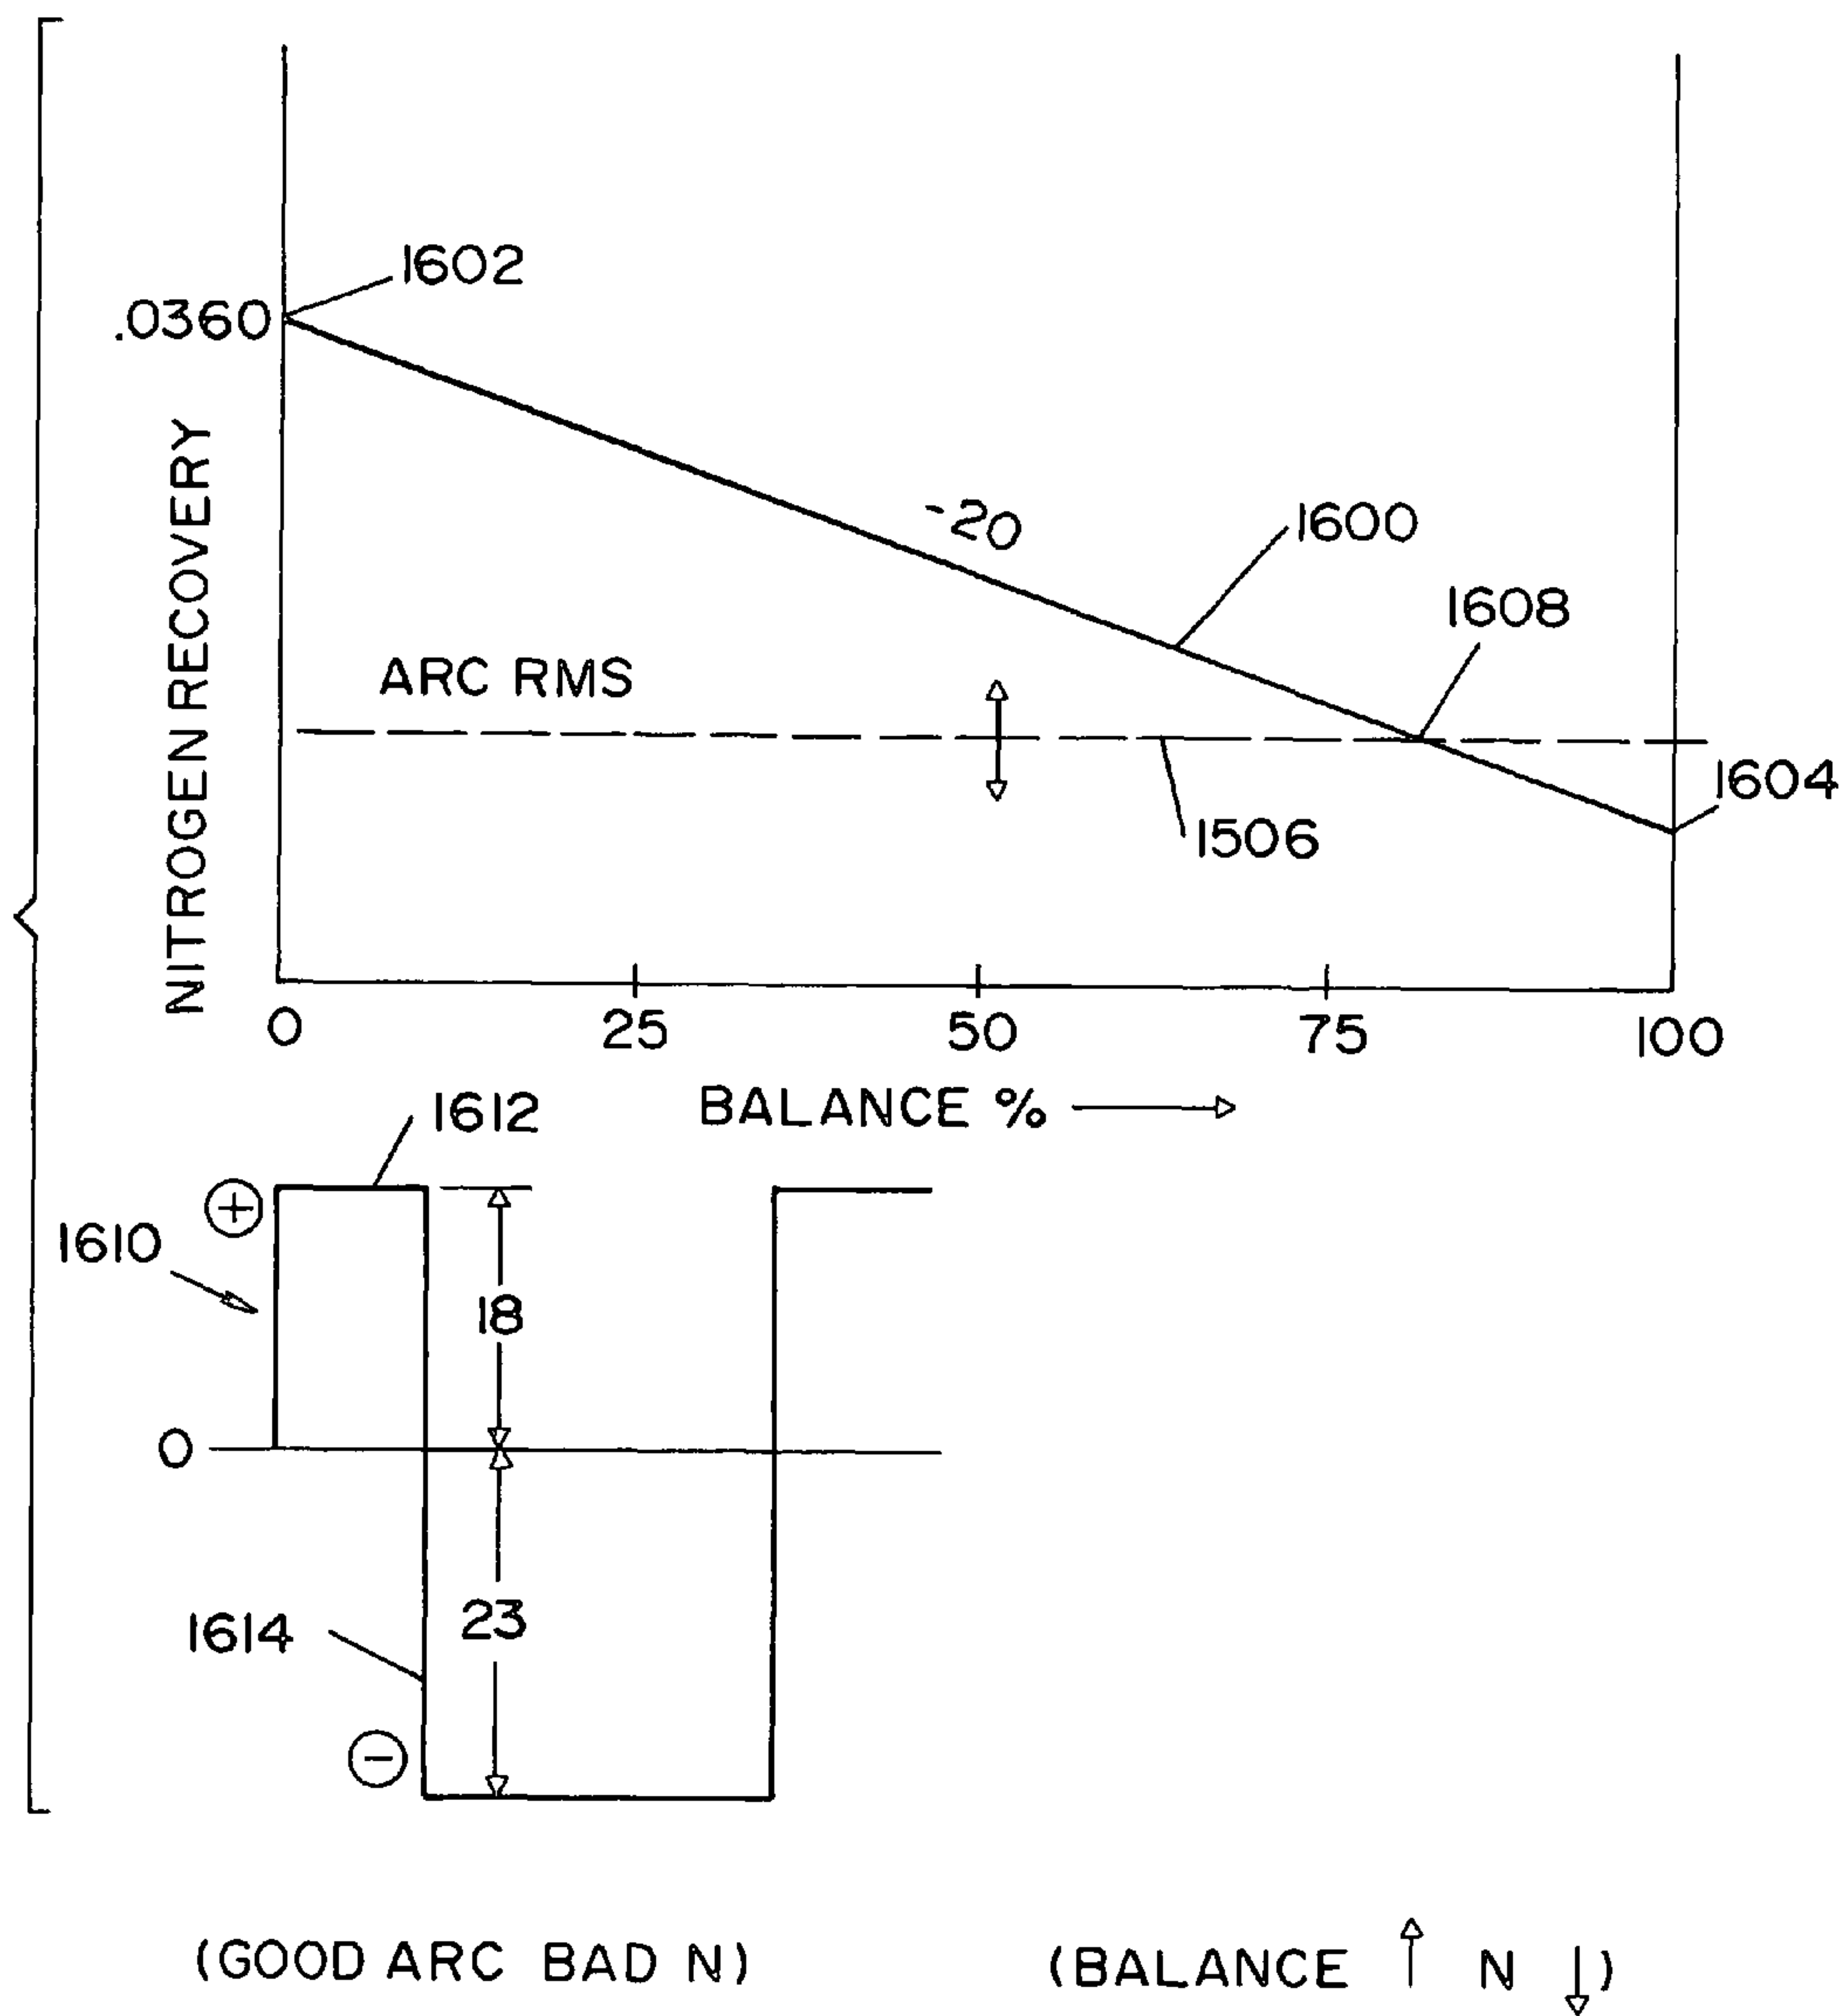 1602
.0360
NITROGEN RECOVERY
-20
1600
1608
ARC RMS
1604
1506
0 25 50 75 100
BALANCE %
1612
+
1610
18
0
23
1614
−
(GOOD ARC BAD N)
(BALANCE ↑ N ↓)